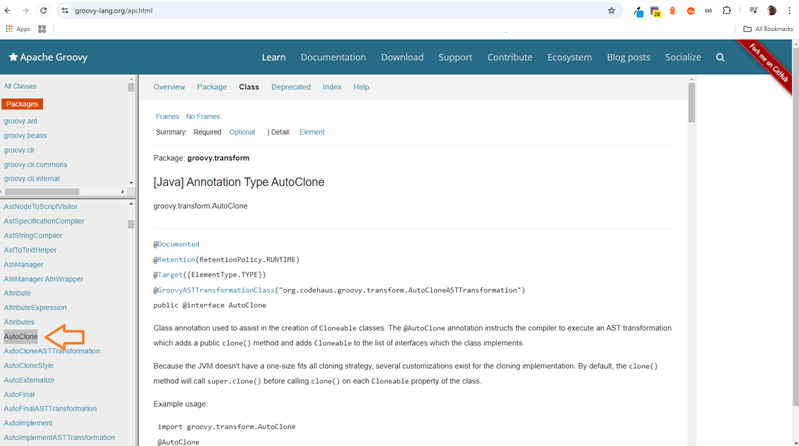 groovy-lang.org/api.html
26
Apps
All Bookmarks
Apache Groovy
Learn
Documentation
Download
Support
Contribute
Ecosystem
Blog posts
Socialize
Fork me on GitHub
All Classes
Packages
groovy.ant
groovy.beans
groovy.cli
groovy.cli.commons
groovy.cli.internal
AstNodeToScriptVisitor
AstSpecificationCompiler
AstStringCompiler
AstToTextHelper
AtnManager
AtnManager.AtnWrapper
Attribute
AttributeExpression
Attributes
AutoClone
AutoCloneASTTransformation
AutoCloneStyle
AutoExternalize
AutoFinal
AutoFinalASTTransformation
AutoImplement
AutoImplementASTTransformation
Overview Package Class Deprecated Index Help
Frames No Frames
Summary: Required Optional | Detail: Element
Package: groovy.transform
[Java] Annotation Type AutoClone
groovy.transform.AutoClone
@Documented
@Retention(RetentionPolicy.RUNTIME)
@Target({ElementType.TYPE})
@GroovyASTTransformationClass("org.codehaus.groovy.transform.AutoCloneASTTransformation")
public @interface AutoClone
Class annotation used to assist in the creation of Cloneable classes. The @AutoClone annotation instructs the compiler to execute an AST transformation
which adds a public clone() method and adds Cloneable to the list of interfaces which the class implements.
Because the JVM doesn't have a one-size fits all cloning strategy, several customizations exist for the cloning implementation. By default, the clone()
method will call super.clone() before calling clone() on each Cloneable property of the class.
Example usage:
import groovy.transform.AutoClone
@AutoClone